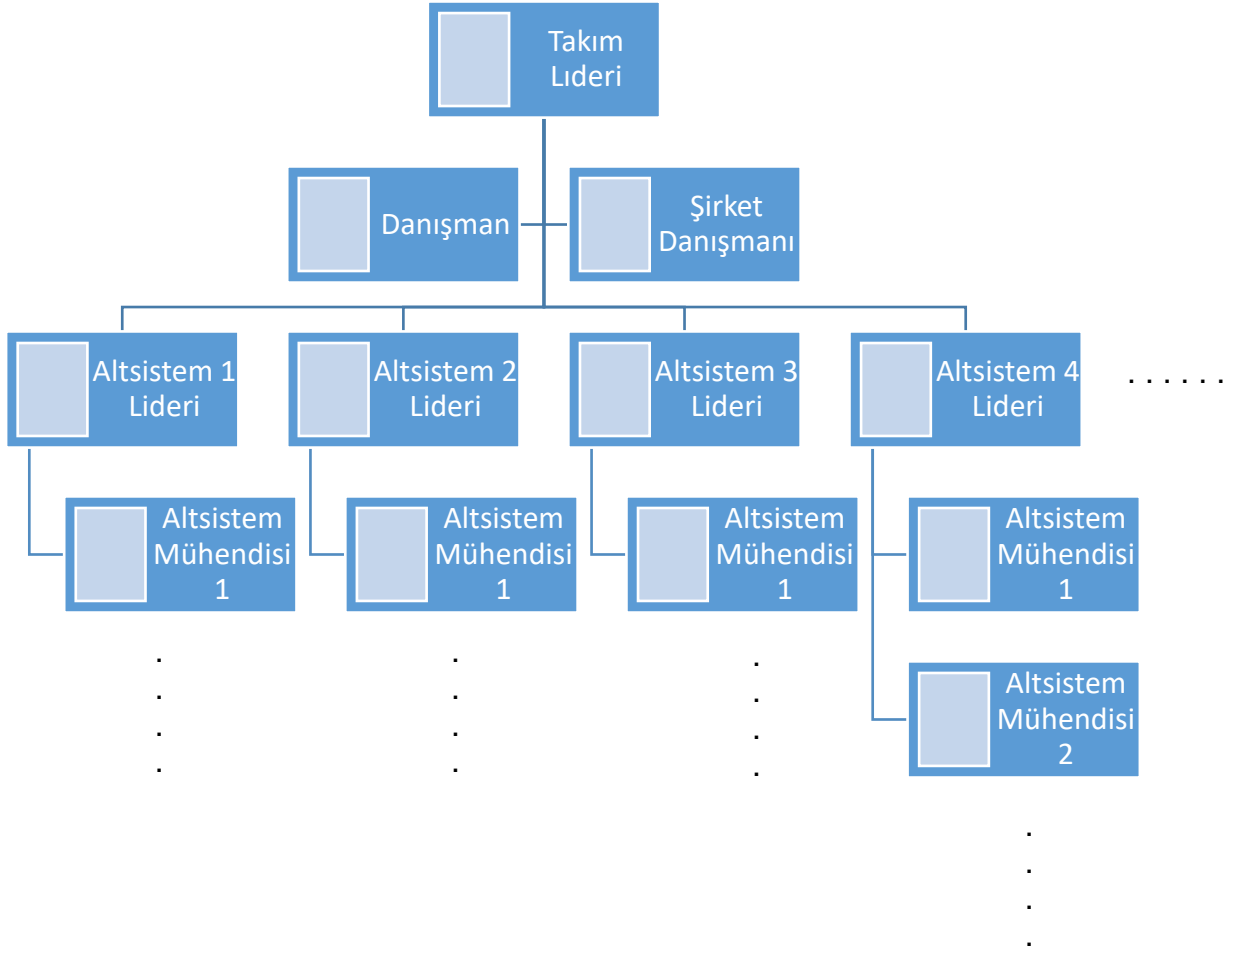 Takım
Lıderi
Danışman
Şirket
Danışmanı
Altsistem 1
Lideri
Altsistem 2
Lideri
Altsistem 3
Lideri
Altsistem 4
Lideri
. . . . . .
Altsistem
Mühendisi
1
Altsistem
Mühendisi
1
Altsistem
Mühendisi
1
Altsistem
Mühendisi
1
.
.
.
.
.
.
.
.
.
.
.
.
Altsistem
Mühendisi
2
.
.
.
.